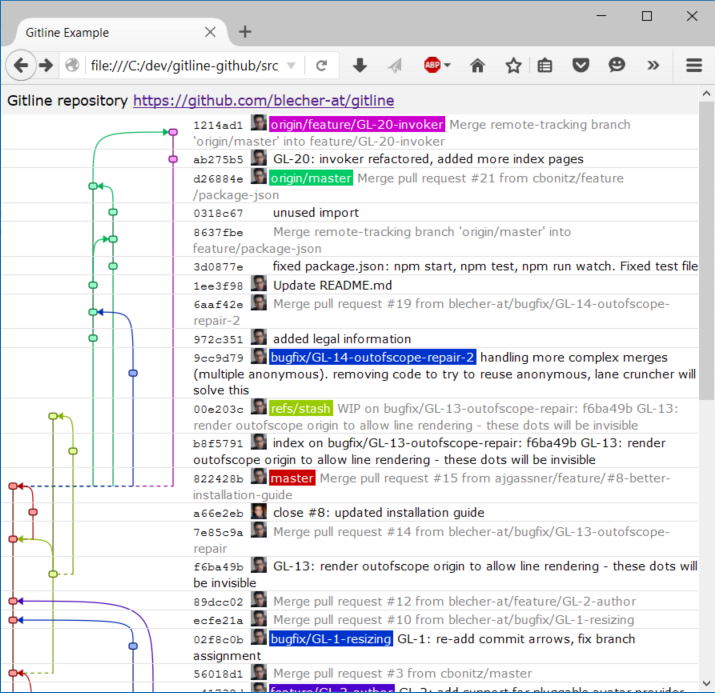 Gitline Example
file:///C:/dev/gitline-github/src,
ABP
Gitline repository https://github.com/blecher-at/gitline
1214ad1 origin/feature/GL-20-invoker Merge remote-tracking branch
'origin/master' into feature/GL-20-invoker
ab275b5 GL-20: invoker refactored, added more index pages
d26884e origin/master Merge pull request #21 from cbonitz/feature
/package-json
0318c67 unused import
8637fbe Merge remote-tracking branch 'origin/master' into
feature/package-json
3d0877e fixed package.json: npm start, npm test, npm run watch. Fixed test file
1ee3f98 Update README.md
6aaf42e Merge pull request #19 from blecher-at/bugfix/GL-14-outofscope-
repair-2
972c351 added legal information
9cc9d79 bugfix/GL-14-outofscope-repair-2 handling more complex merges
(multiple anonymous). removing code to try to reuse anonymous, lane cruncher will
solve this
00e203c refs/stash WIP on bugfix/GL-13-outofscope-repair: f6ba49b GL-13:
render outofscope origin to allow line rendering - these dots will be invisible
b8f5791 index on bugfix/GL-13-outofscope-repair: f6ba49b GL-13: render
outofscope origin to allow line rendering - these dots will be invisible
822428b master Merge pull request #15 from ajgassner/feature/#8-better-
installation-guide
a66e2eb close #8: updated installation guide
7e85c9a Merge pull request #14 from blecher-at/bugfix/GL-13-outofscope-
repair
f6ba49b GL-13: render outofscope origin to allow line rendering - these dots will
be invisible
89dcc02 Merge pull request #12 from blecher-at/feature/GL-2-author
ecfe21a Merge pull request #10 from blecher-at/bugfix/GL-1-resizing
02f8c0b bugfix/GL-1-resizing GL-1: re-add commit arrows, fix branch
assignment
56018d1 Merge pull request #3 from cbonitz/master
feature/GL-2-author GL-2: add support for pluggable avatar provider